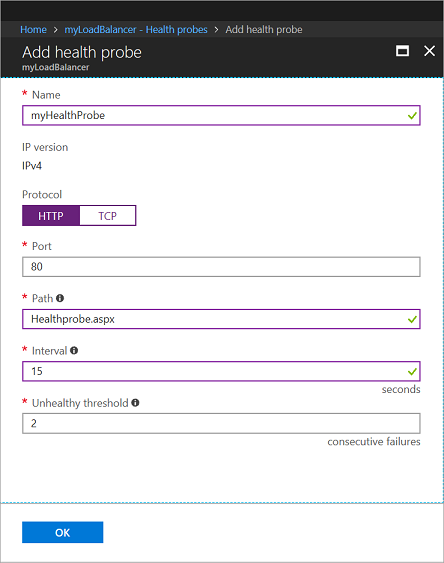 Home > myLoadBalancer - Health probes > Add health probe
Add health probe
myLoadBalancer
* Name
myHealthProbe
IP version
IPv4
Protocol
HTTP TCP
* Port
80
* Path
Healthprobe.aspx
* Interval
15
seconds
* Unhealthy threshold
2
consecutive failures
OK